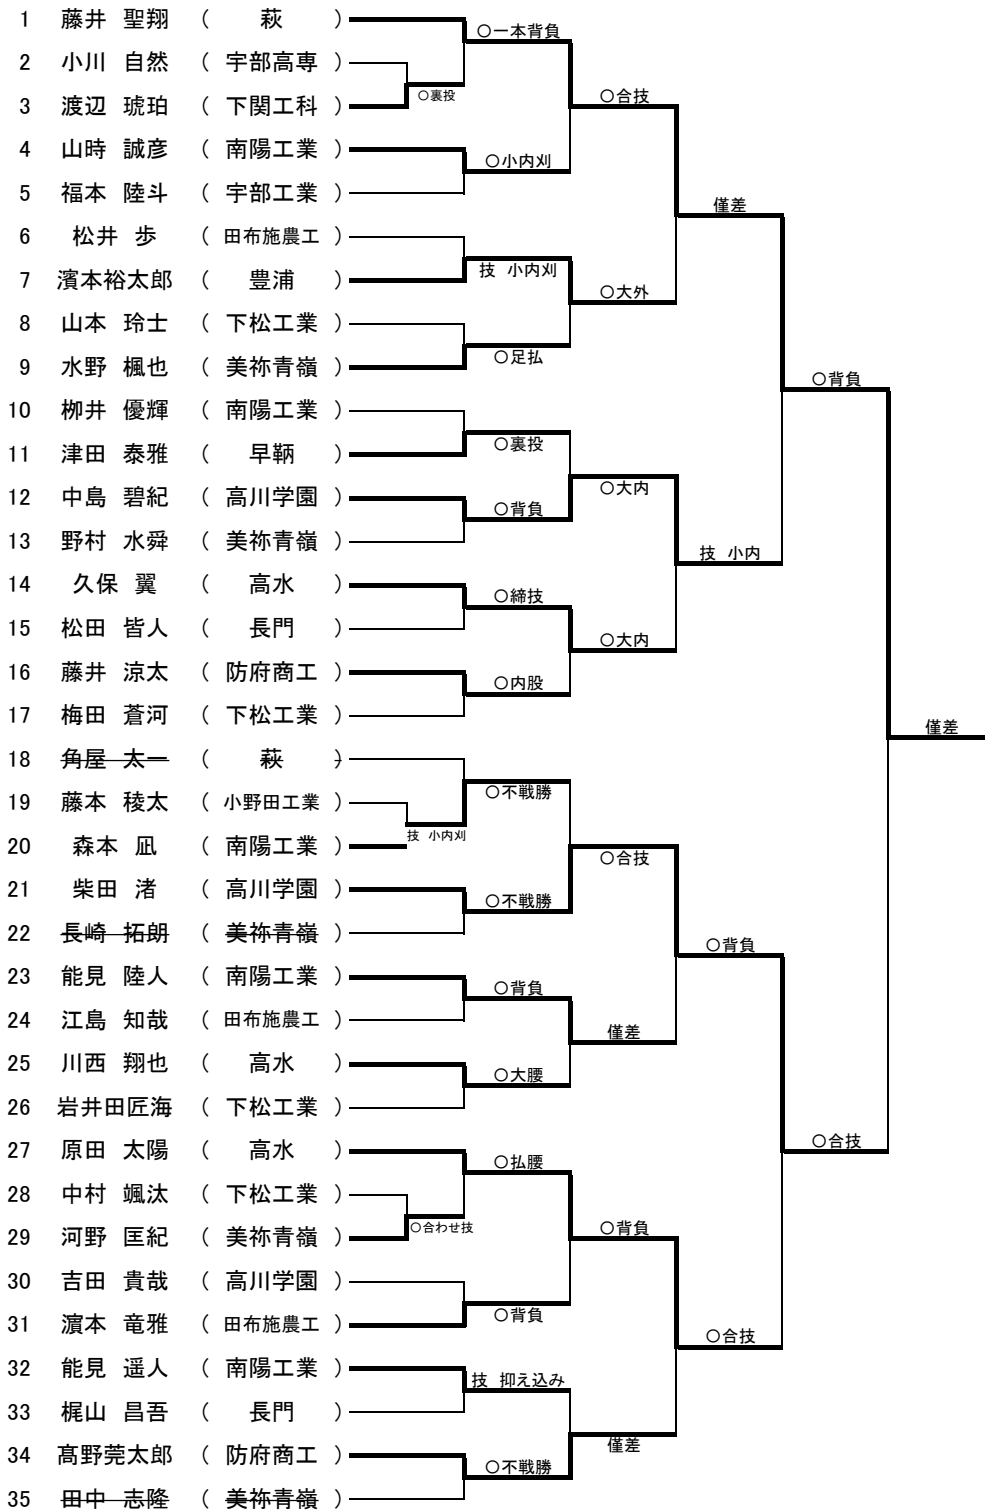 1 藤井 聖翔 ( 萩 )
○一本背負
2 小川 自然 ( 宇部高専 )
○裏投
3 渡辺 琥珀 ( 下関工科 )
○合技
4 山時 誠彦 ( 南陽工業 )
○小内刈
5 福本 陸斗 ( 宇部工業 )
僅差
6 松井 歩 ( 田布施農工 )
技 小内刈
7 濱本裕太郎 ( 豊浦 )
○大外
8 山本 玲士 ( 下松工業 )
○足払
9 水野 楓也 ( 美祢青嶺 )
○背負
10 栁井 優輝 ( 南陽工業 )
○裏投
11 津田 泰雅 ( 早鞆 )
○大内
12 中島 碧紀 ( 高川学園 )
○背負
13 野村 水舜 ( 美祢青嶺 )
技 小内
14 久保 翼 ( 高水 )
○締技
15 松田 皆人 ( 長門 )
○大内
16 藤井 涼太 ( 防府商工 )
○内股
17 梅田 蒼河 ( 下松工業 )
僅差
18 角屋 太一 ( 萩 )
○不戦勝
19 藤本 稜太 ( 小野田工業 )
技 小内刈
20 森本 凪 ( 南陽工業 )
○合技
21 柴田 渚 ( 高川学園 )
○不戦勝
22 長崎 拓朗 ( 美祢青嶺 )
○背負
23 能見 陸人 ( 南陽工業 )
○背負
24 江島 知哉 ( 田布施農工 )
僅差
25 川西 翔也 ( 高水 )
○大腰
26 岩井田匠海 ( 下松工業 )
27 原田 太陽 ( 高水 )
○合技
○払腰
28 中村 颯汰 ( 下松工業 )
○合わせ技
29 河野 匡紀 ( 美祢青嶺 )
○背負
30 吉田 貴哉 ( 高川学園 )
○背負
31 濵本 竜雅 ( 田布施農工 )
○合技
32 能見 遥人 ( 南陽工業 )
技 抑え込み
33 梶山 昌吾 ( 長門 )
僅差
34 髙野莞太郎 ( 防府商工 )
○不戦勝
35 田中 志隆 ( 美祢青嶺 )